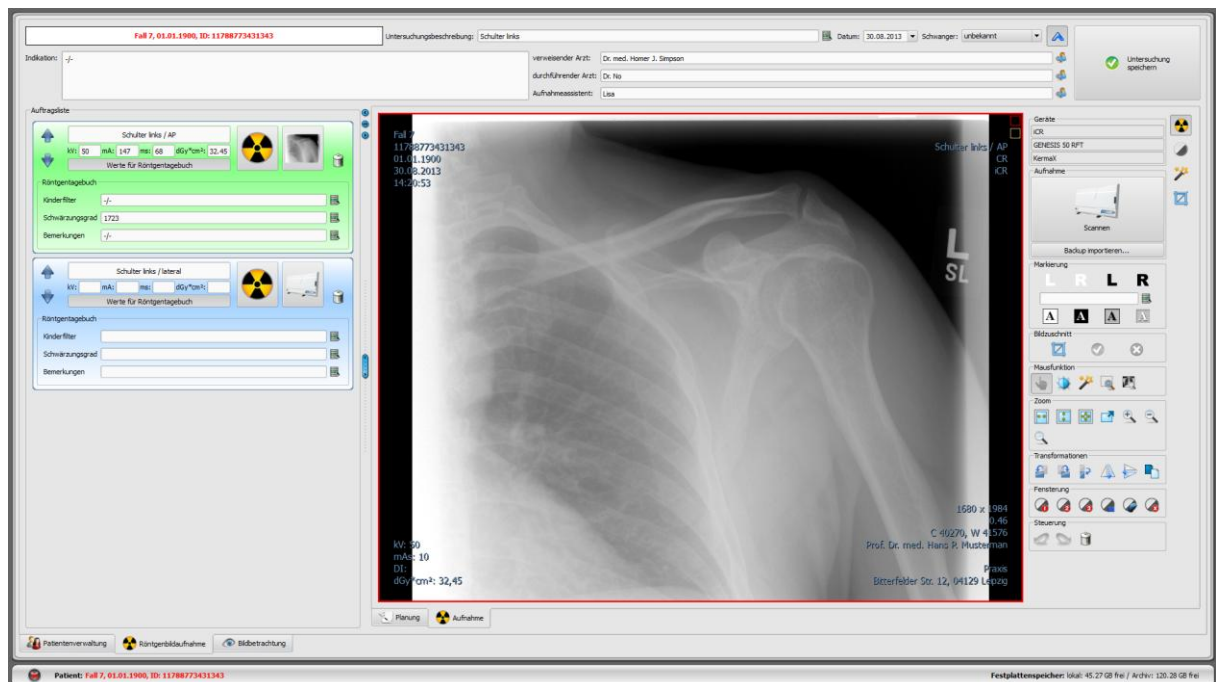 Fall 7, 01.01.1900, ID: 11788773431343
Untersuchungsbeschreibung: Schulter links
Datum: 30.08.2013
Schwanger: unbekannt
Untersuchung speichern
Indikation: -/-
verweisender Arzt: Dr. med. Homer J. Simpson
durchführender Arzt: Dr. No
Aufnahmeassistent: Lisa
Auftragsliste
Schulter links / AP
kV: 50 mA: 147 ms: 68 dGy*cm²: 32.45
Werte für Röntgentagebuch
Röntgentagebuch
Kinderfilter -/-
Schwärzungsgrad 1723
Bemerkungen -/-
Schulter links / lateral
kV: mA: ms: dGy*cm²:
Werte für Röntgentagebuch
Röntgentagebuch
Kinderfilter
Schwärzungsgrad
Bemerkungen
Fall 7
11788773431343
01.01.1900
30.08.2013
14:20:53
Schulter links / AP
CR
iCR
L
SL
kV: 50
mAs: 10
DI:
dGy*cm²: 32,45
1680 x 1984
0.46
C 40270, W 41576
Prof. Dr. med. Hans P. Musterman
Praxis
Bitterfelder Str. 12, 04129 Leipzig
Geräte
iCR
GENESIS 50 RFT
KermaX
Aufnahme
Scannen
Backup importieren...
Markierung
L R L R
A A A A
Bildzuschnitt
Mausfunktion
Zoom
Transformationen
Fensterung
Steuerung
Planung
Aufnahme
Patientenverwaltung
Röntgenbildaufnahme
Bildbetrachtung
Patient: Fall 7, 01.01.1900, ID: 11788773431343
Festplattenspeicher: lokal: 45.27 GB frei / Archiv: 120.28 GB frei